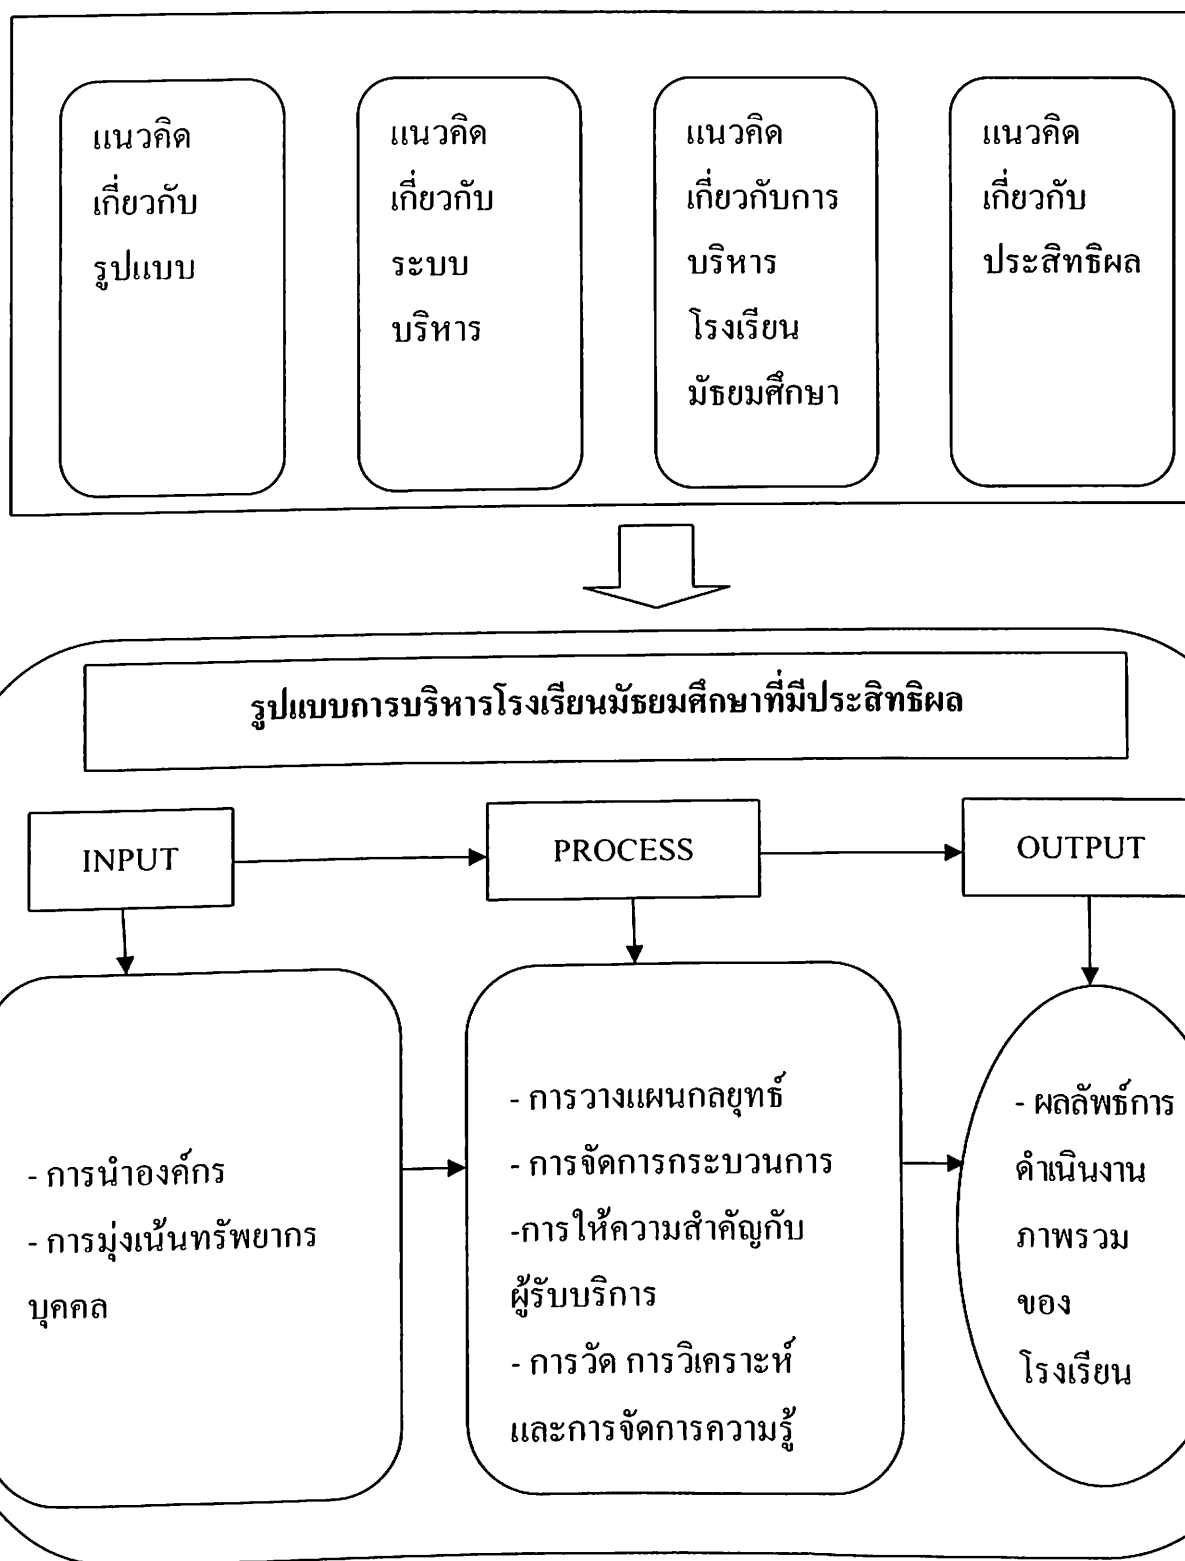 แนวคิด
เกี่ยวกับ
รูปแบบ
แนวคิด
เกี่ยวกับ
ระบบ
บริหาร
แนวคิด
เกี่ยวกับการ
บริหาร
โรงเรียน
มัธยมศึกษา
แนวคิด
เกี่ยวกับ
ประสิทธิผล
รูปแบบการบริหารโรงเรียนมัธยมศึกษาที่มีประสิทธิผล
INPUT
PROCESS
OUTPUT
- การนำองค์กร
- การมุ่งเน้นทรัพยากร
บุคคล
- การวางแผนกลยุทธ์
- การจัดการกระบวนการ
-การให้ความสำคัญกับ
ผู้รับบริการ
- การวัด การวิเคราะห์
และการจัดการความรู้
- ผลลัพธ์การ
ดำเนินงาน
ภาพรวม
ของ
โรงเรียน